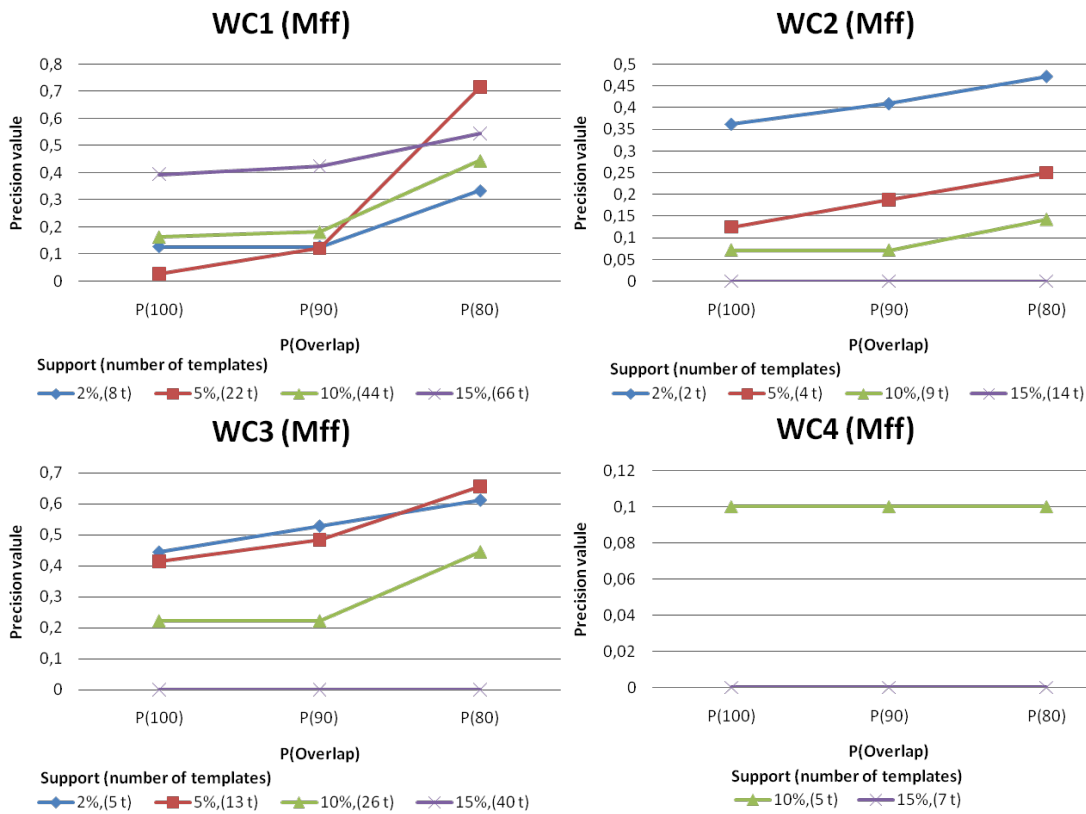 WC1 (Mff)
Precision valule
0,8
0,7
0,6
0,5
0,4
0,3
0,2
0,1
0
P(100) P(90) P(80)
P(Overlap)
Support (number of templates)
2%,(8 t) 5%,(22 t) 10%,(44 t) 15%,(66 t)
WC2 (Mff)
Precision valule
0,5
0,45
0,4
0,35
0,3
0,25
0,2
0,15
0,1
0,05
0
P(100) P(90) P(80)
P(Overlap)
Support (number of templates)
2%,(2 t) 5%,(4 t) 10%,(9 t) 15%,(14 t)
WC3 (Mff)
Precision valule
0,7
0,6
0,5
0,4
0,3
0,2
0,1
0
P(100) P(90) P(80)
P(Overlap)
Support (number of templates)
2%,(5 t) 5%,(13 t) 10%,(26 t) 15%,(40 t)
WC4 (Mff)
Precision valule
0,12
0,1
0,08
0,06
0,04
0,02
0
P(100) P(90) P(80)
P(Overlap)
Support (number of templates)
10%,(5 t) 15%,(7 t)